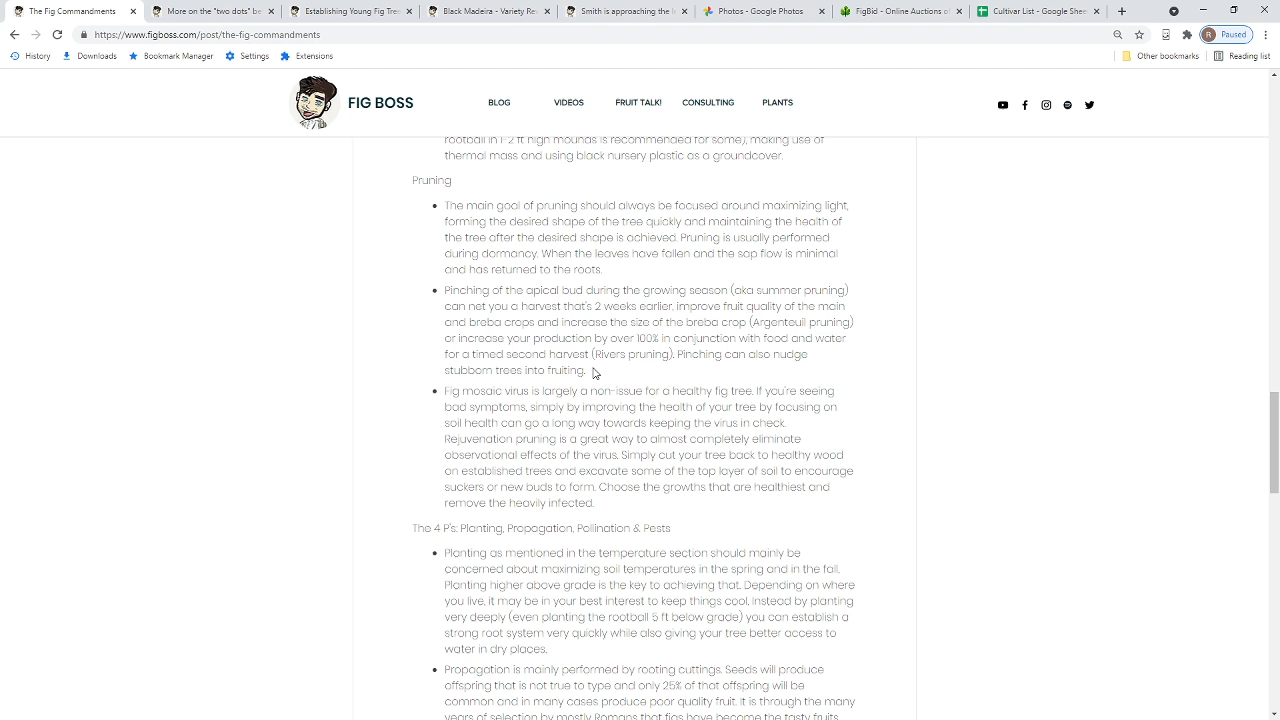 The Fig Commandments
More on the "two dots" be
Establishing Young Fig Tree
Black Madeira - Variety Re
Smith is approaching the l
Photos - Google Photos
FigBid - Online Auctions of
Cultivar List - Google Shee
https://www.figboss.com/post/the-fig-commandments
R Paused
History Downloads Bookmark Manager Settings Extensions Other bookmarks Reading list
FIG BOSS BLOG VIDEOS FRUIT TALK! CONSULTING PLANTS
rootball in 1-2 ft high mounds is recommended for some), making use of
thermal mass and using black nursery plastic as a groundcover.
Pruning
The main goal of pruning should always be focused around maximizing light,
forming the desired shape of the tree quickly and maintaining the health of
the tree after the desired shape is achieved. Pruning is usually performed
during dormancy. When the leaves have fallen and the sap flow is minimal
and has returned to the roots.
Pinching of the apical bud during the growing season (aka summer pruning)
can net you a harvest that's 2 weeks earlier, improve fruit quality of the main
and breba crops and increase the size of the breba crop (Argenteuil pruning)
or increase your production by over 100% in conjunction with food and water
for a timed second harvest (Rivers pruning). Pinching can also nudge
stubborn trees into fruiting.
Fig mosaic virus is largely a non-issue for a healthy fig tree. If you're seeing
bad symptoms, simply by improving the health of your tree by focusing on
soil health can go a long way towards keeping the virus in check.
Rejuvenation pruning is a great way to almost completely eliminate
observational effects of the virus. Simply cut your tree back to healthy wood
on established trees and excavate some of the top layer of soil to encourage
suckers or new buds to form. Choose the growths that are healthiest and
remove the heavily infected.
The 4 P's: Planting, Propagation, Pollination & Pests
Planting as mentioned in the temperature section should mainly be
concerned about maximizing soil temperatures in the spring and in the fall.
Planting higher above grade is the key to achieving that. Depending on where
you live, it may be in your best interest to keep things cool. Instead by planting
very deeply (even planting the rootball 5 ft below grade) you can establish a
strong root system very quickly while also giving your tree better access to
water in dry places.
Propagation is mainly performed by rooting cuttings. Seeds will produce
offspring that is not true to type and only 25% of that offspring will be
common and in many cases produce poor quality fruit. It is through the many
years of selection by mostly Romans that figs have become the tasty fruits